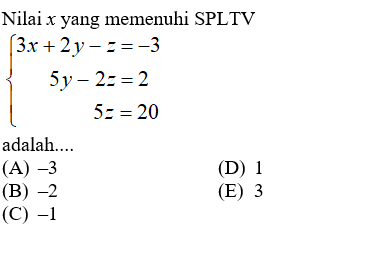 Nilai x yang memenuhi SPLTV
3x + 2y − z = −3
5y − 2z = 2
5z = 20
adalah....
(A) −3
(B) −2
(C) −1
(D) 1
(E) 3